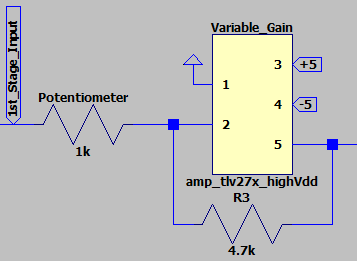 1st_Stage_Input
Variable_Gain
3
+5
1
Potentiometer
4
-5
2
5
1k
amp_tlv27x_highVdd
R3
4.7k